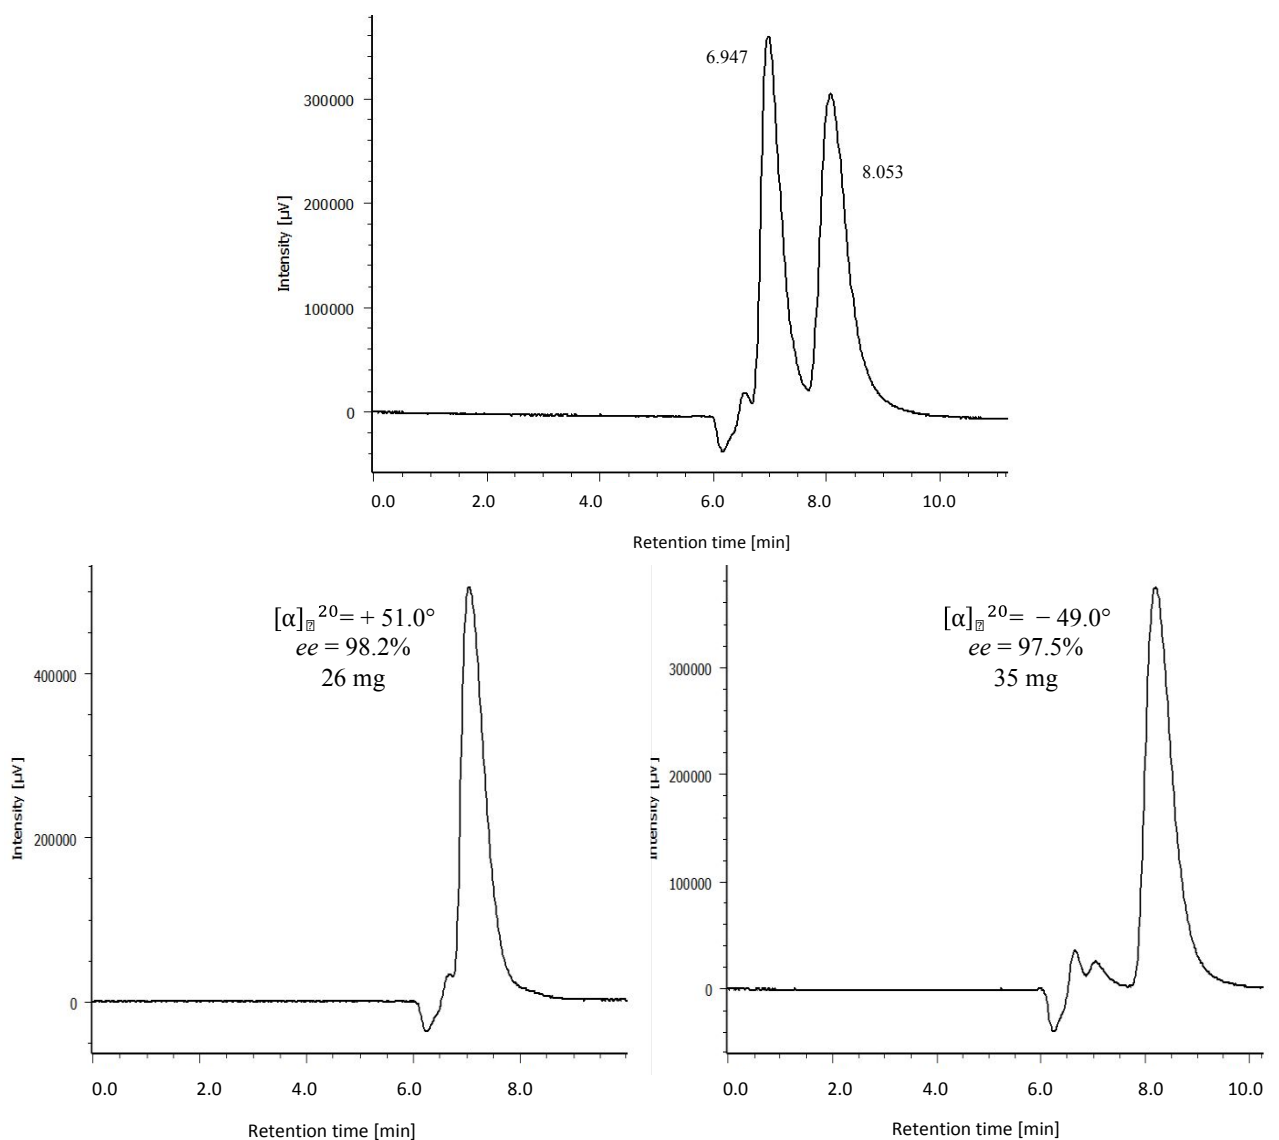 6.947
8.053
300000
200000
100000
0
Intensity [µV]
0.0 2.0 4.0 6.0 8.0 10.0
Retention time [min]
[α]⍰²⁰= + 51.0°
ee = 98.2%
26 mg
400000
200000
0
Intensity [µV]
0.0 2.0 4.0 6.0 8.0
Retention time [min]
[α]⍰²⁰= − 49.0°
ee = 97.5%
35 mg
300000
200000
100000
0
Intensity [µV]
0.0 2.0 4.0 6.0 8.0 10.0
Retention time [min]